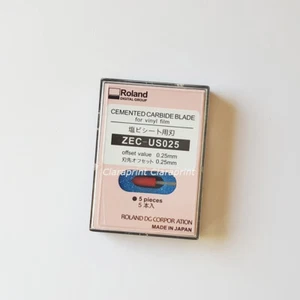 Roland
DIGITAL GROUP
CEMENTED CARBIDE BLADE
for vinyl film
塩ビシート用刃
ZEC-US025
offset value 0.25mm
刃先オフセット 0.25mm
Claraprint Claraprint
5 pieces
5本入
ROLAND DG CORPORATION
MADE IN JAPAN